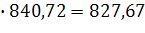 · 840,72 = 827,67